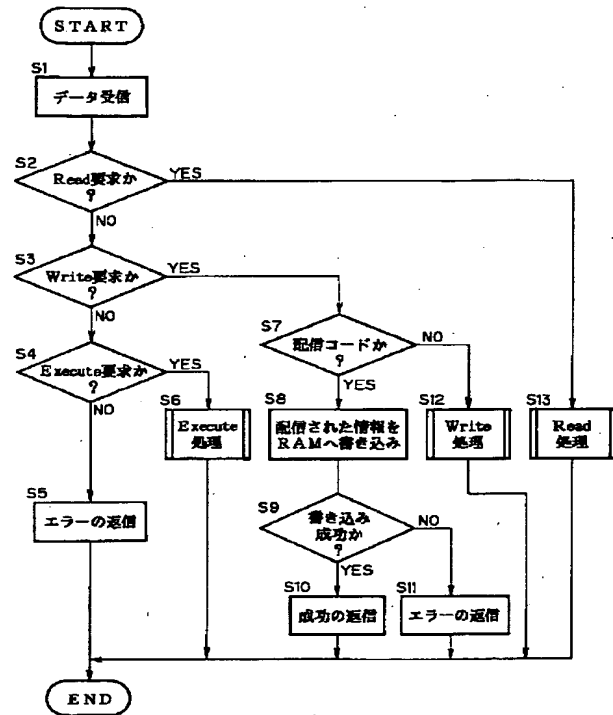 START
S1
データ受信
S2
Read要求か
?
YES
NO
S3
Write要求か
?
YES
NO
S4
Execute要求か
?
YES
NO
S5
エラーの返信
S6
Execute
処理
S7
配信コードか
?
NO
YES
S8
配信された情報を
RAMへ書き込み
S9
書き込み
成功か
?
NO
YES
S10
成功の返信
S11
エラーの返信
S12
Write
処理
S13
Read
処理
END